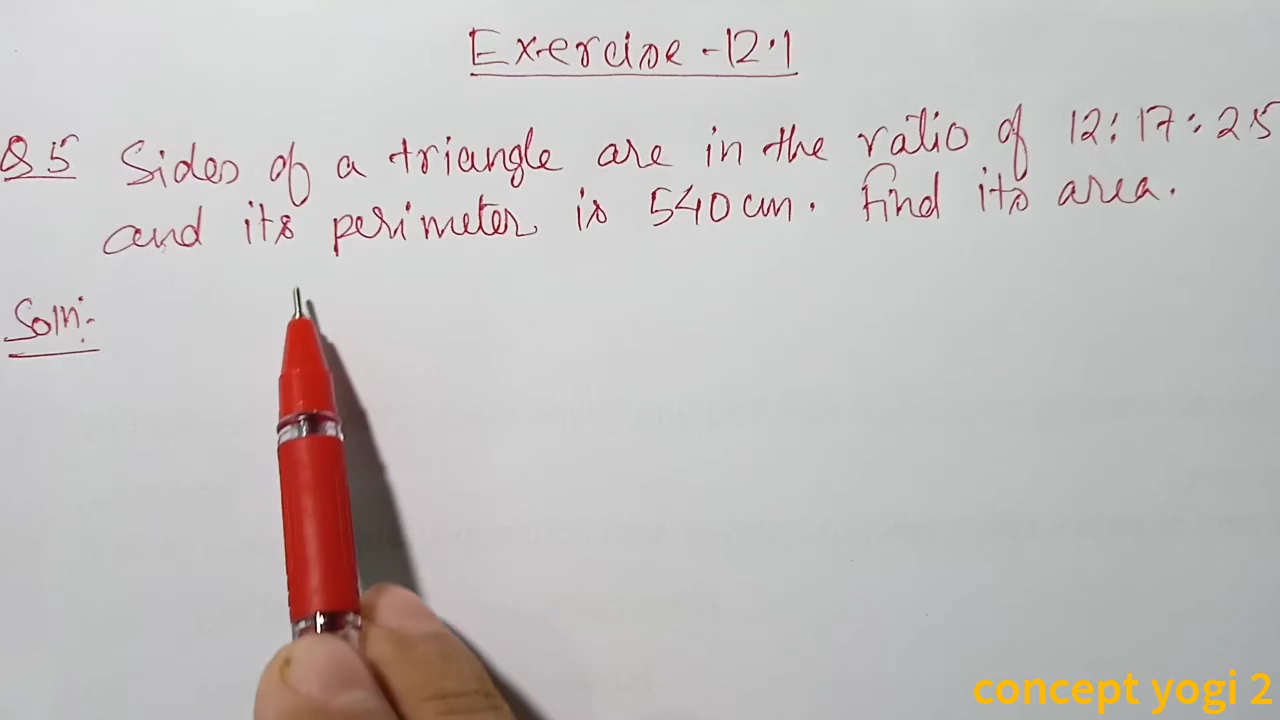 Exercise - 12.1
Q5 Sides of a triangle are in the ratio of 12:17:25
and its perimeter is 540 cm. Find its area.
Soln:-
concept yogi 2